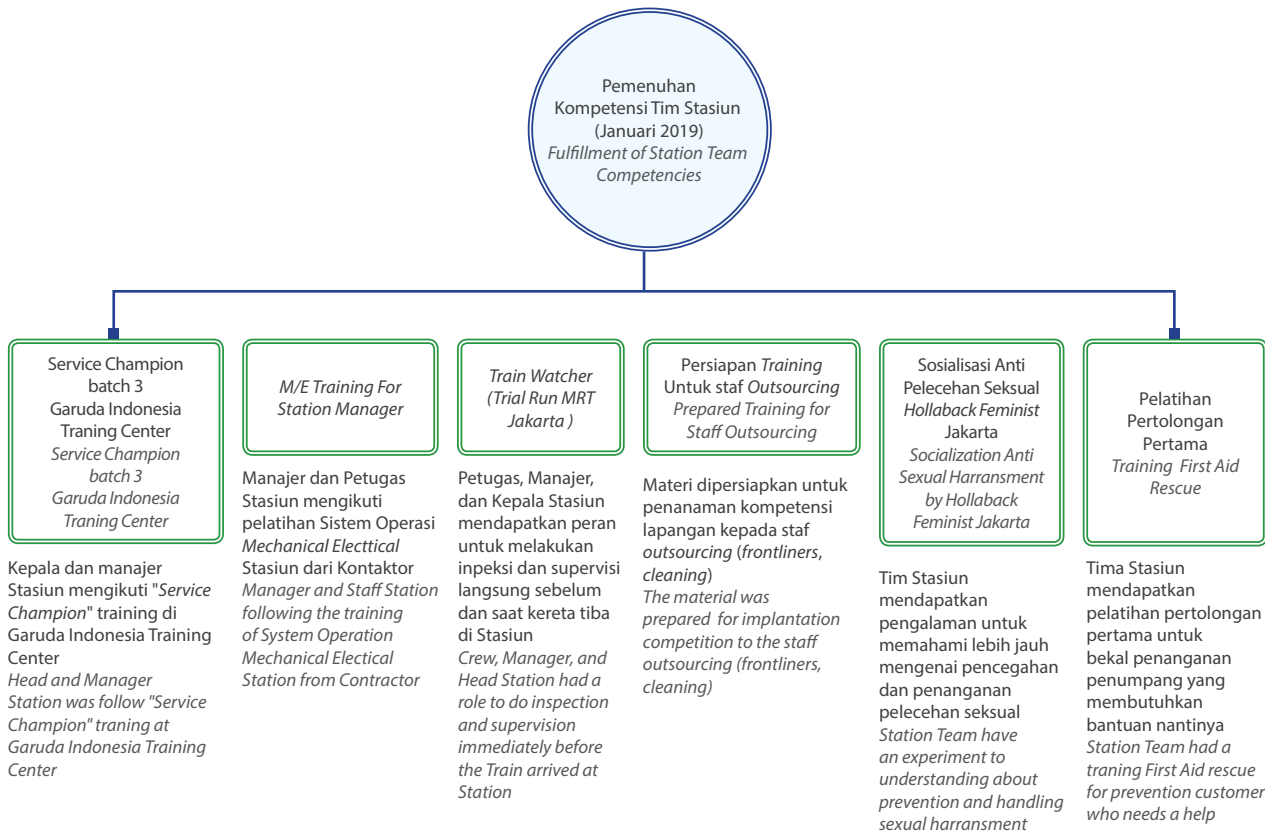 Pemenuhan
Kompetensi Tim Stasiun
(Januari 2019)
Fulfillment of Station Team
Competencies
Service Champion
batch 3
Garuda Indonesia
Traning Center
Service Champion
batch 3
Garuda Indonesia
Traning Center
Kepala dan manajer
Stasiun mengikuti "Service
Champion" training di
Garuda Indonesia Training
Center
Head and Manager
Station was follow "Service
Champion" traning at
Garuda Indonesia Training
Center
M/E Training For
Station Manager
Manajer dan Petugas
Stasiun mengikuti
pelatihan Sistem Operasi
Mechanical Electtical
Stasiun dari Kontaktor
Manager and Staff Station
following the training
of System Operation
Mechanical Electical
Station from Contractor
Train Watcher
(Trial Run MRT
Jakarta )
Petugas, Manajer,
dan Kepala Stasiun
mendapatkan peran
untuk melakukan
inpeksi dan supervisi
langsung sebelum
dan saat kereta tiba
di Stasiun
Crew, Manager, and
Head Station had a
role to do inspection
and supervision
immediately before
the Train arrived at
Station
Persiapan Training
Untuk staf Outsourcing
Prepared Training for
Staff Outsourcing
Materi dipersiapkan untuk
penanaman kompetensi
lapangan kepada staf
outsourcing (frontliners,
cleaning)
The material was
prepared for implantation
competition to the staff
outsourcing (frontliners,
cleaning)
Sosialisasi Anti
Pelecehan Seksual
Hollaback Feminist
Jakarta
Socialization Anti
Sexual Harransment
by Hollaback
Feminist Jakarta
Tim Stasiun
mendapatkan
pengalaman untuk
memahami lebih jauh
mengenai pencegahan
dan penanganan
pelecehan seksual
Station Team have
an experiment to
understanding about
prevention and handling
sexual harransment
Pelatihan
Pertolongan
Pertama
Training First Aid
Rescue
Tima Stasiun
mendapatkan
pelatihan pertolongan
pertama untuk
bekal penanganan
penumpang yang
membutuhkan
bantuan nantinya
Station Team had a
traning First Aid rescue
for prevention customer
who needs a help